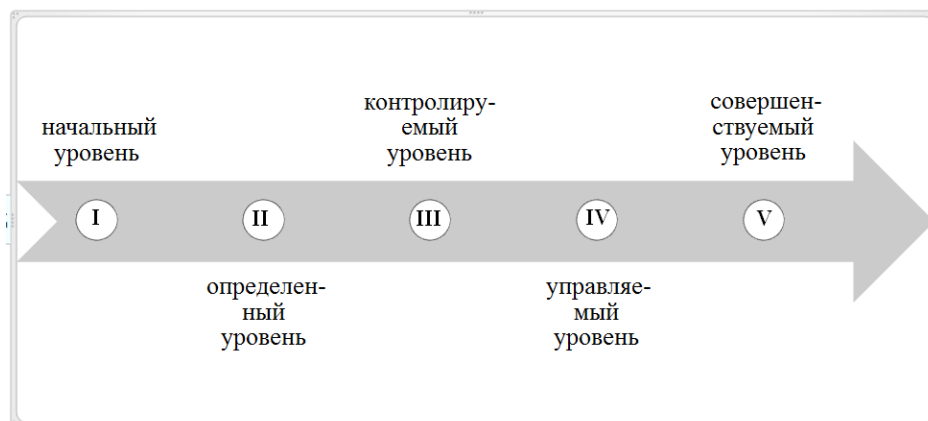 начальный
уровень
контролиру-
емый
уровень
совершен-
ствуемый
уровень
I
II
III
IV
V
определен-
ный
уровень
управляе-
мый
уровень